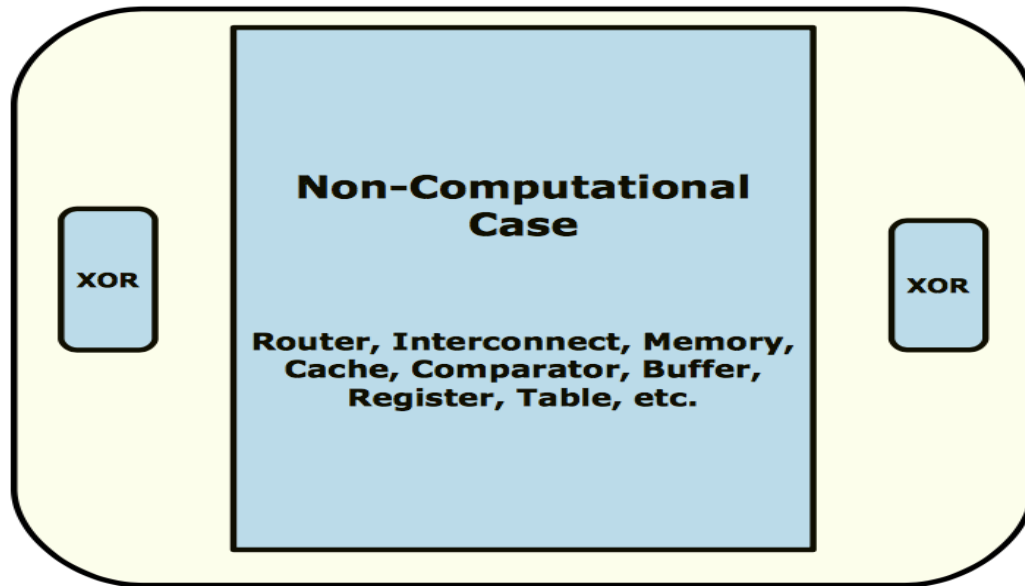 Non-Computational
Case
XOR
XOR
Router, Interconnect, Memory,
Cache, Comparator, Buffer,
Register, Table, etc.